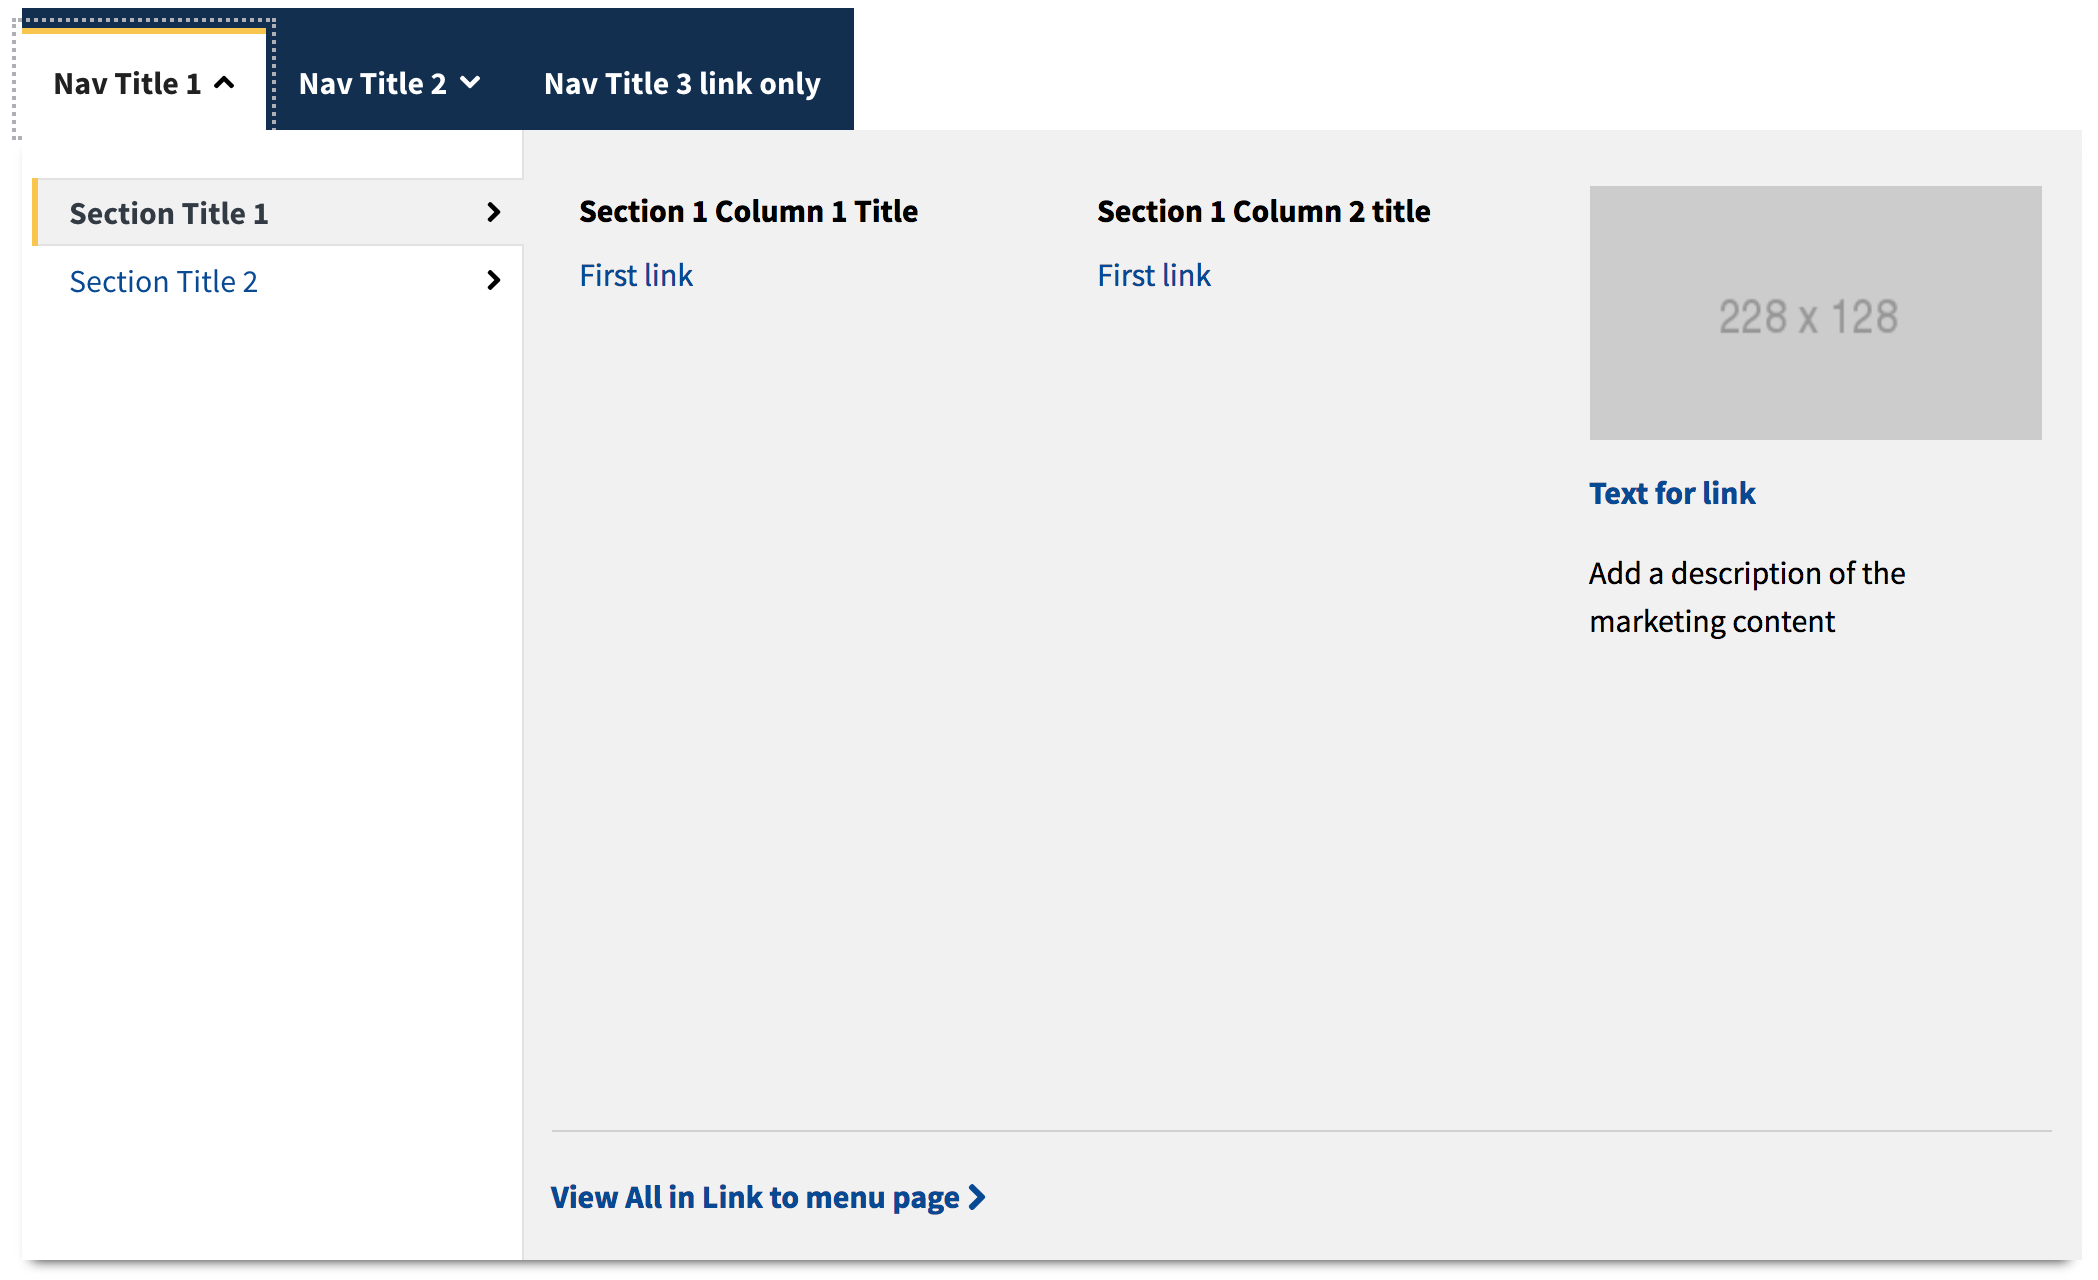 Nav Title 1
Nav Title 2
Nav Title 3 link only
Section Title 1
Section Title 2
Section 1 Column 1 Title
First link
Section 1 Column 2 title
First link
228 x 128
Text for link
Add a description of the
marketing content
View All in Link to menu page